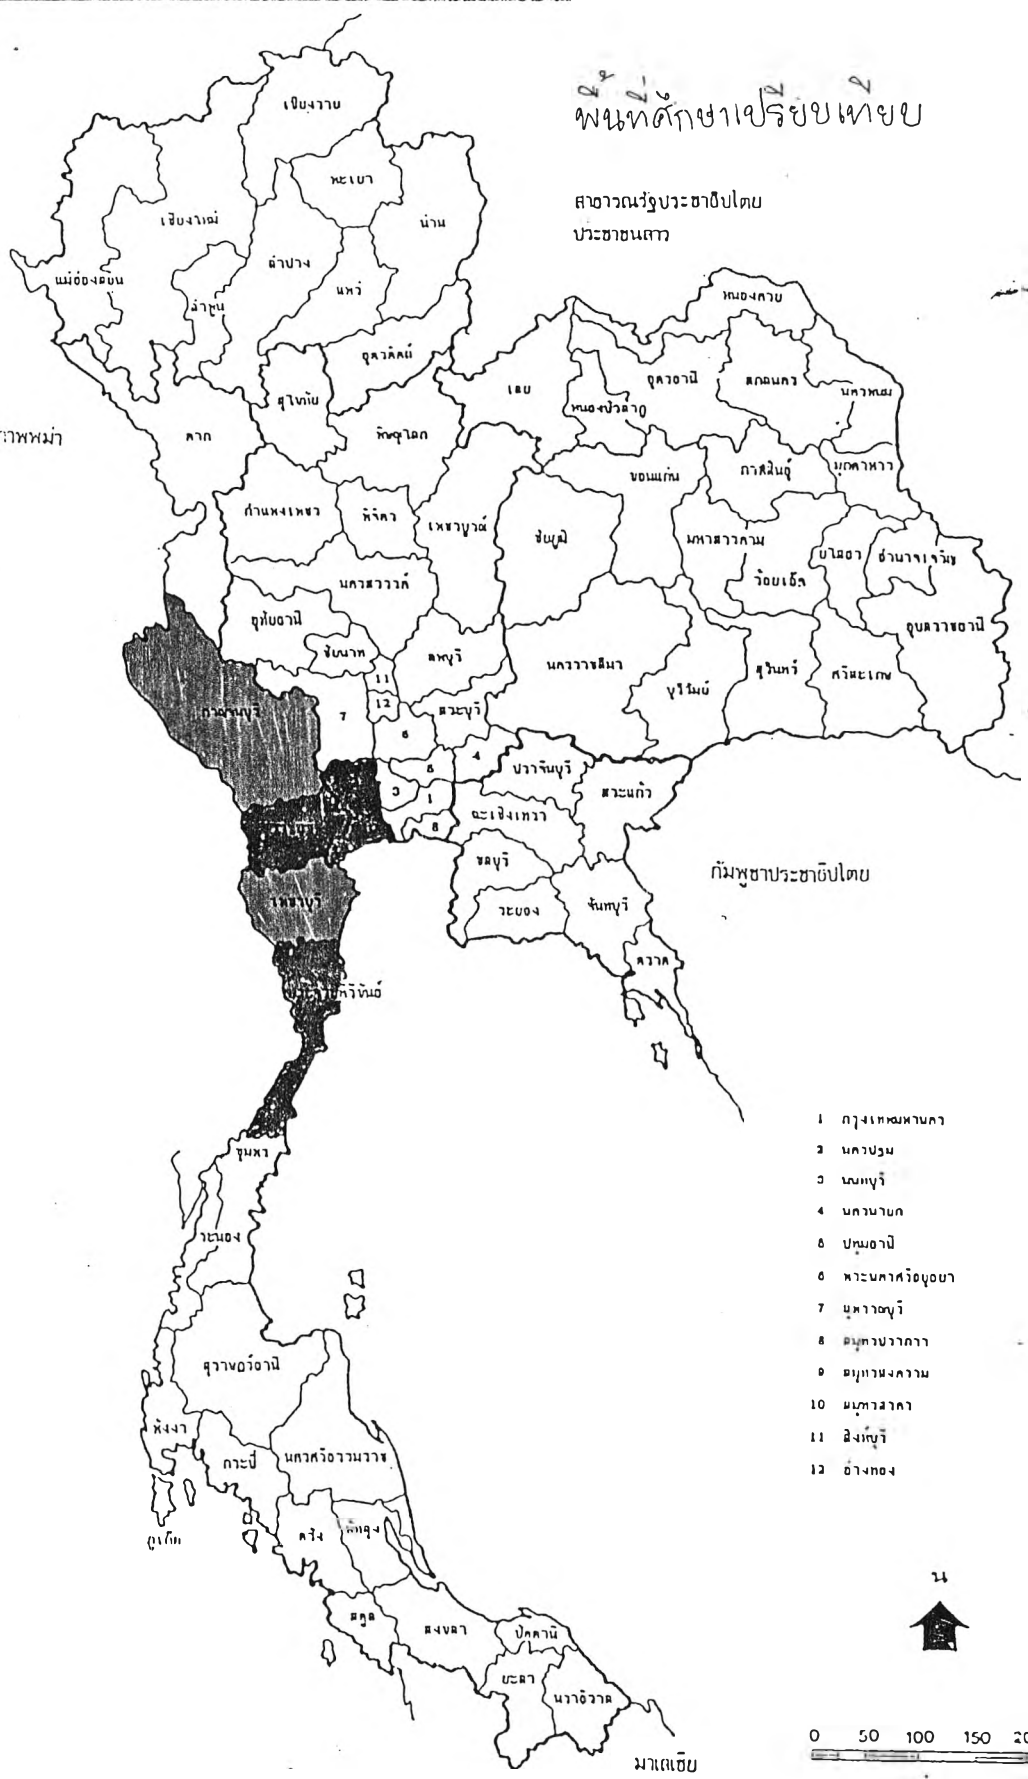 พื้นที่ศึกษาเปรียบเทียบ
สาธารณรัฐประชาธิปไตย
ประชาชนลาว
เชียงราย
พะเยา
น่าน
เชียงใหม่
แม่ฮ่องสอน
ลำปาง
ลำพูน
แพร่
อุตรดิตถ์
สุโขทัย
ตาก
พิษณุโลก
หนองคาย
เลย
อุดรธานี
หนองบัวลำภู
สกลนคร
นครพนม
กำแพงเพชร
พิจิตร
เพชรบูรณ์
ขอนแก่น
กาฬสินธุ์
มุกดาหาร
ชัยภูมิ
มหาสารคาม
ร้อยเอ็ด
ยโสธร
อำนาจเจริญ
นครสวรรค์
อุทัยธานี
ชัยนาท
ลพบุรี
นครราชสีมา
บุรีรัมย์
สุรินทร์
ศรีสะเกษ
อุบลราชธานี
กาญจนบุรี
7
11
12
6
สระบุรี
4
5
3
1
8
ปราจีนบุรี
สระแก้ว
ฉะเชิงเทรา
ชลบุรี
ระยอง
จันทบุรี
ตราด
กัมพูชาประชาธิปไตย
เพชรบุรี
ชุมพร
ระนอง
สุราษฎร์ธานี
พังงา
กระบี่
นครศรีธรรมราช
ภูเก็ต
ตรัง
พัทลุง
สตูล
สงขลา
ปัตตานี
ยะลา
นราธิวาส
มาเลเซีย
1 กรุงเทพมหานคร
2 นครปฐม
3 นนทบุรี
4 นครนายก
5 ปทุมธานี
6 พระนครศรีอยุธยา
7 สุพรรณบุรี
8 สมุทรปราการ
9 สมุทรสงคราม
10 สมุทรสาคร
11 สิงห์บุรี
12 อ่างทอง
น
0 50 100 150